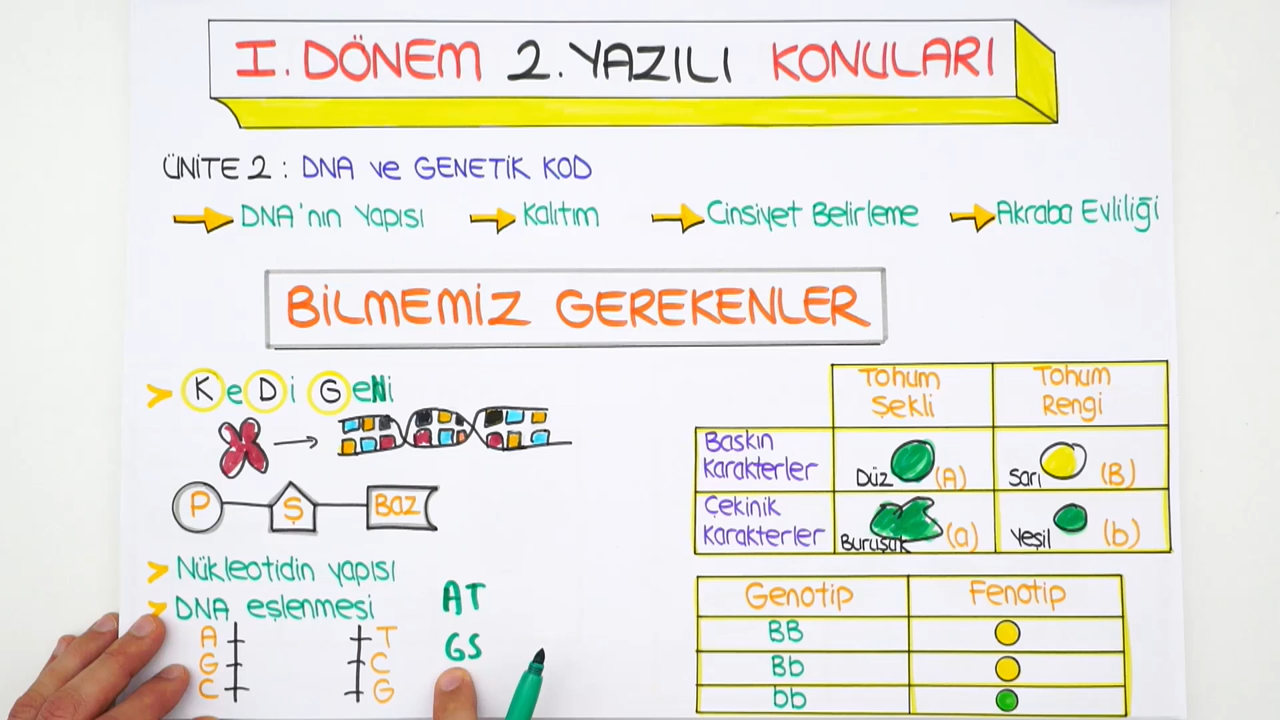 I. DÖNEM 2. YAZILI KONULARI
ÜNİTE 2 : DNA ve GENETİK KOD
DNA'nın Yapısı
Kalıtım
Cinsiyet Belirleme
Akraba Evliliği
BİLMEMİZ GEREKENLER
KeDi GeNi
P Ş Baz
Nükleotidin yapısı
DNA eşlenmesi
A T
G C
C G
AT
GS
Tohum Şekli
Tohum Rengi
Baskın Karakterler
Düz (A)
Sarı (B)
Çekinik Karakterler
Buruşuk (a)
Yeşil (b)
Genotip Fenotip
BB
Bb
bb